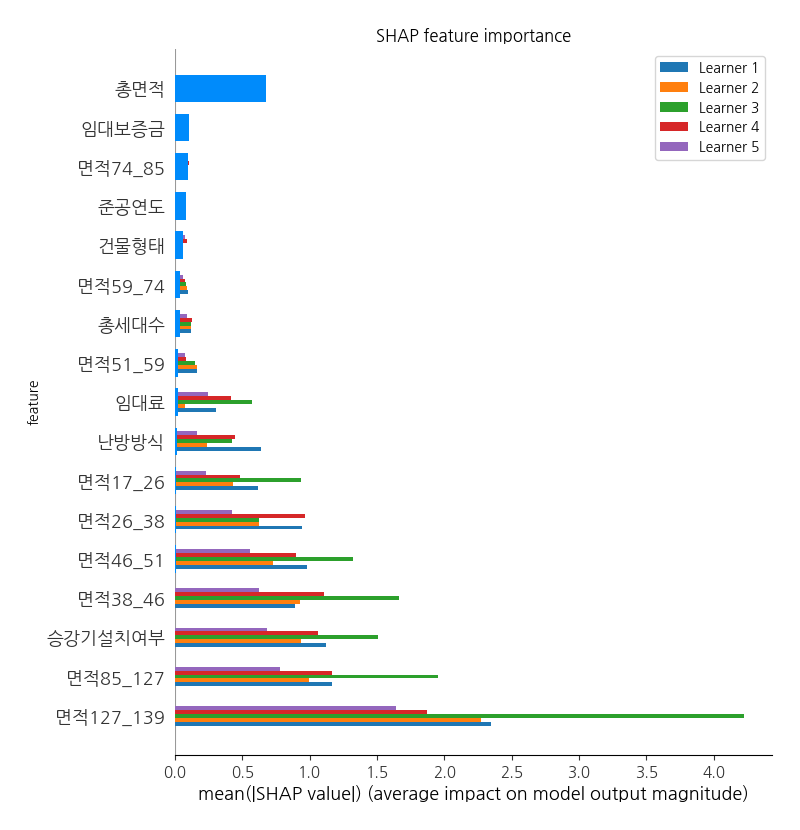 SHAP feature importance
Learner 1
Learner 2
Learner 3
Learner 4
Learner 5
feature
총면적
임대보증금
면적74_85
준공연도
건물형태
면적59_74
총세대수
면적51_59
임대료
난방방식
면적17_26
면적26_38
면적46_51
면적38_46
승강기설치여부
면적85_127
면적127_139
0.0 0.5 1.0 1.5 2.0 2.5 3.0 3.5 4.0
mean(|SHAP value|) (average impact on model output magnitude)